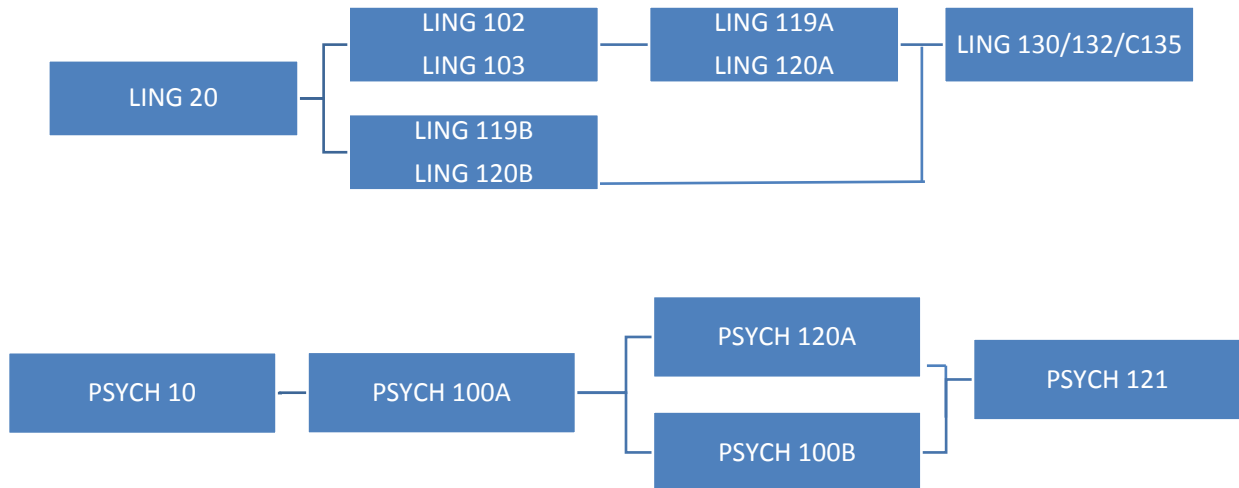 LING 20
LING 102
LING 103
LING 119A
LING 120A
LING 130/132/C135
LING 119B
LING 120B
PSYCH 10
PSYCH 100A
PSYCH 120A
PSYCH 100B
PSYCH 121